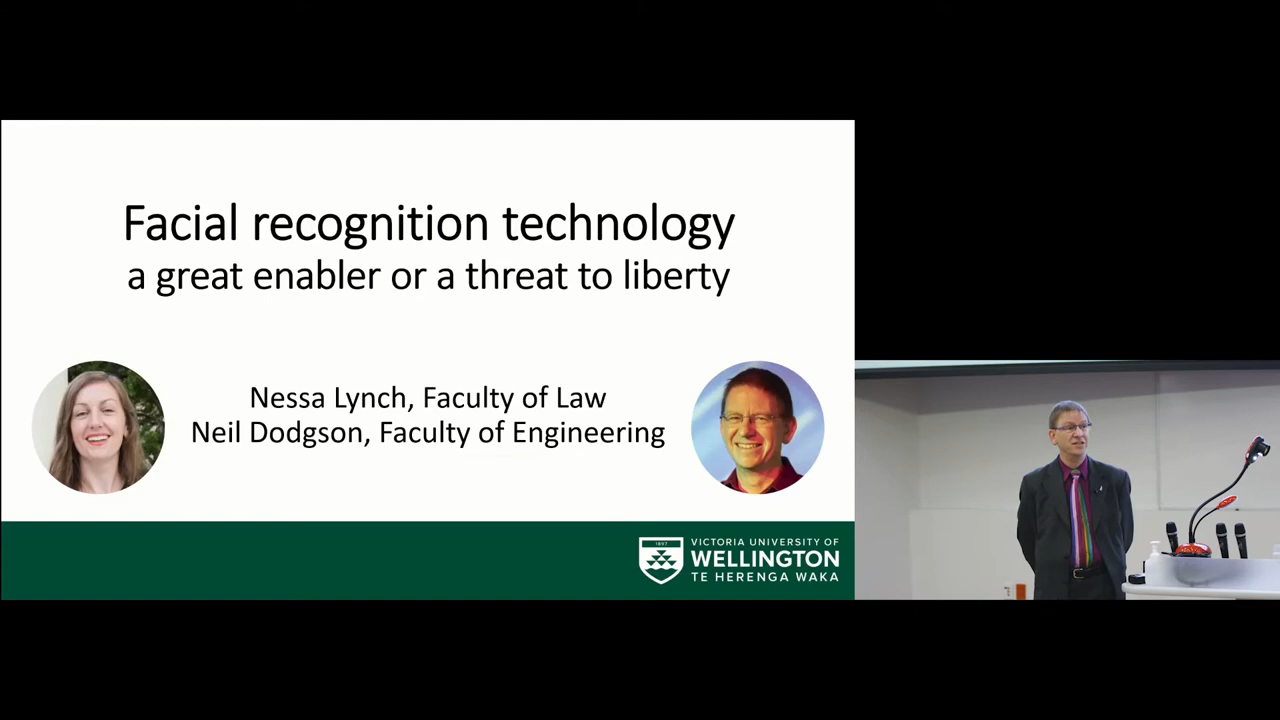 Facial recognition technology
a great enabler or a threat to liberty
Nessa Lynch, Faculty of Law
Neil Dodgson, Faculty of Engineering
1897
VICTORIA UNIVERSITY OF
WELLINGTON
TE HERENGA WAKA